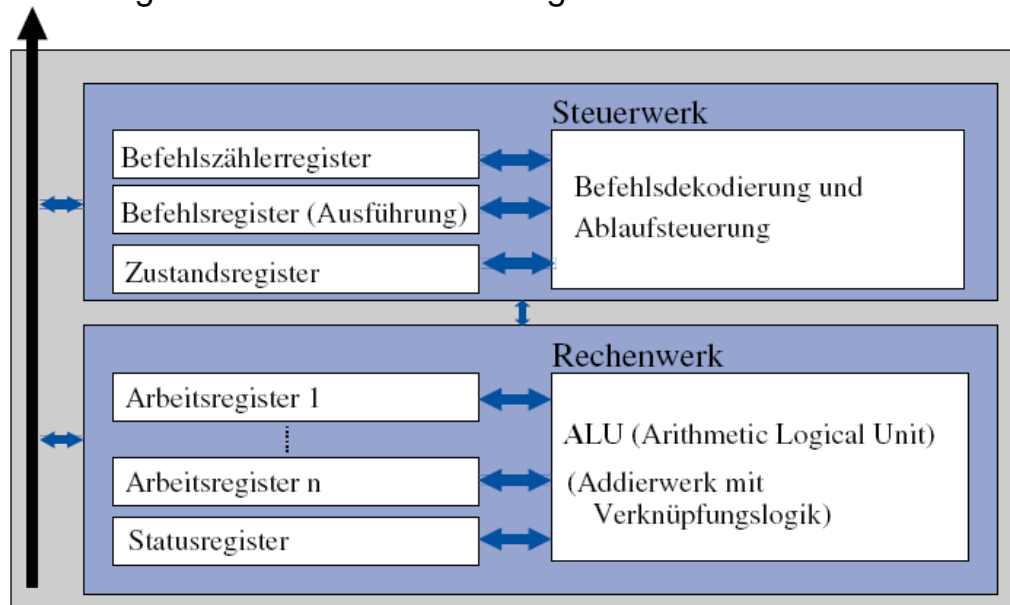 Steuerwerk
Befehlszählerregister
Befehlsregister (Ausführung)
Zustandsregister
Befehlsdekodierung und
Ablaufsteuerung
Rechenwerk
Arbeitsregister 1
Arbeitsregister n
Statusregister
ALU (Arithmetic Logical Unit)
(Addierwerk mit
Verknüpfungslogik)